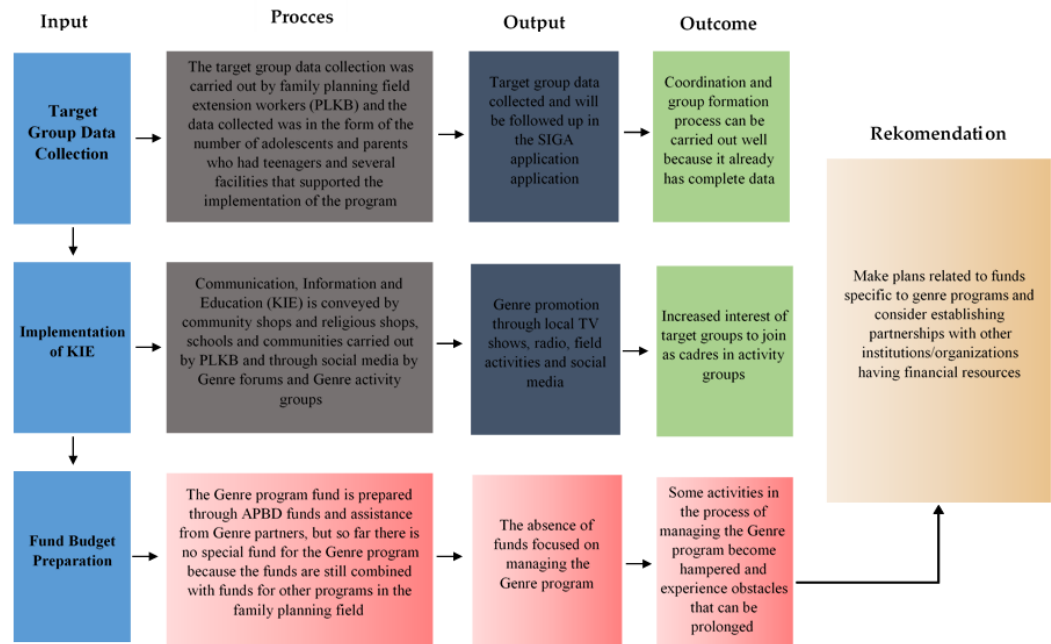 Input
Procces
Output
Outcome
Target
Group Data
Collection
The target group data collection was
carried out by family planning field
extension workers (PLKB) and the
data collected was in the form of the
number of adolescents and parents
who had teenagers and several
facilities that supported the
implementation of the program
Target group data
collected and will
be followed up in
the SIGA
application
application
Coordination and
group formation
process can be
carried out well
because it already
has complete data
Rekomendation
Implementation
of KIE
Communication, Information and
Education (KIE) is conveyed by
community shops and religious shops,
schools and communities carried out
by PLKB and through social media by
Genre forums and Genre activity
groups
Genre promotion
through local TV
shows, radio, field
activities and social
media
Increased interest of
target groups to join
as cadres in activity
groups
Make plans related to funds
specific to genre programs and
consider establishing
partnerships with other
institutions/organizations
having financial resources
Fund Budget
Preparation
The Genre program fund is prepared
through APBD funds and assistance
from Genre partners, but so far there is
no special fund for the Genre program
because the funds are still combined
with funds for other programs in the
family planning field
The absence of
funds focused on
managing the
Genre program
Some activities in
the process of
managing the Genre
program become
hampered and
experience obstacles
that can be
prolonged